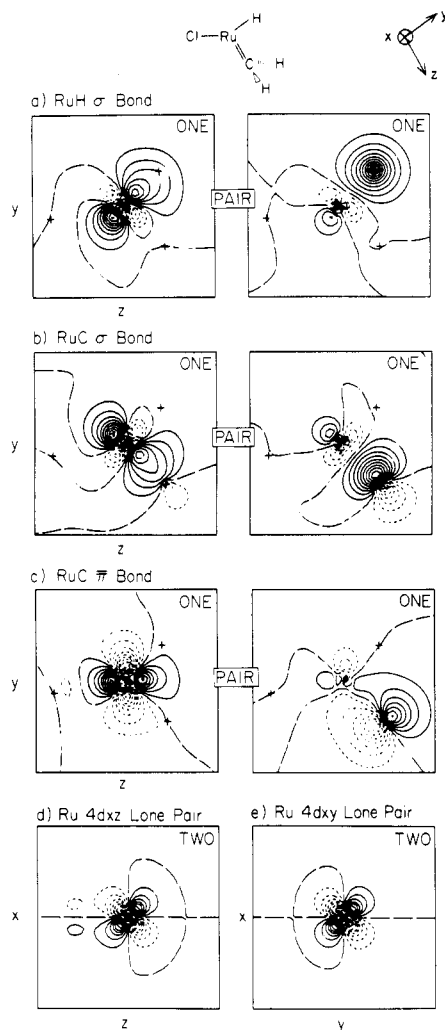 H
Cl Ru
C H
H
x y
z
a) RuH σ Bond
ONE ONE
y PAIR
z
b) RuC σ Bond
ONE ONE
y PAIR
z
c) RuC π Bond
ONE ONE
y PAIR
z
d) Ru 4dxz Lone Pair e) Ru 4dxy Lone Pair
TWO TWO
x x
z y